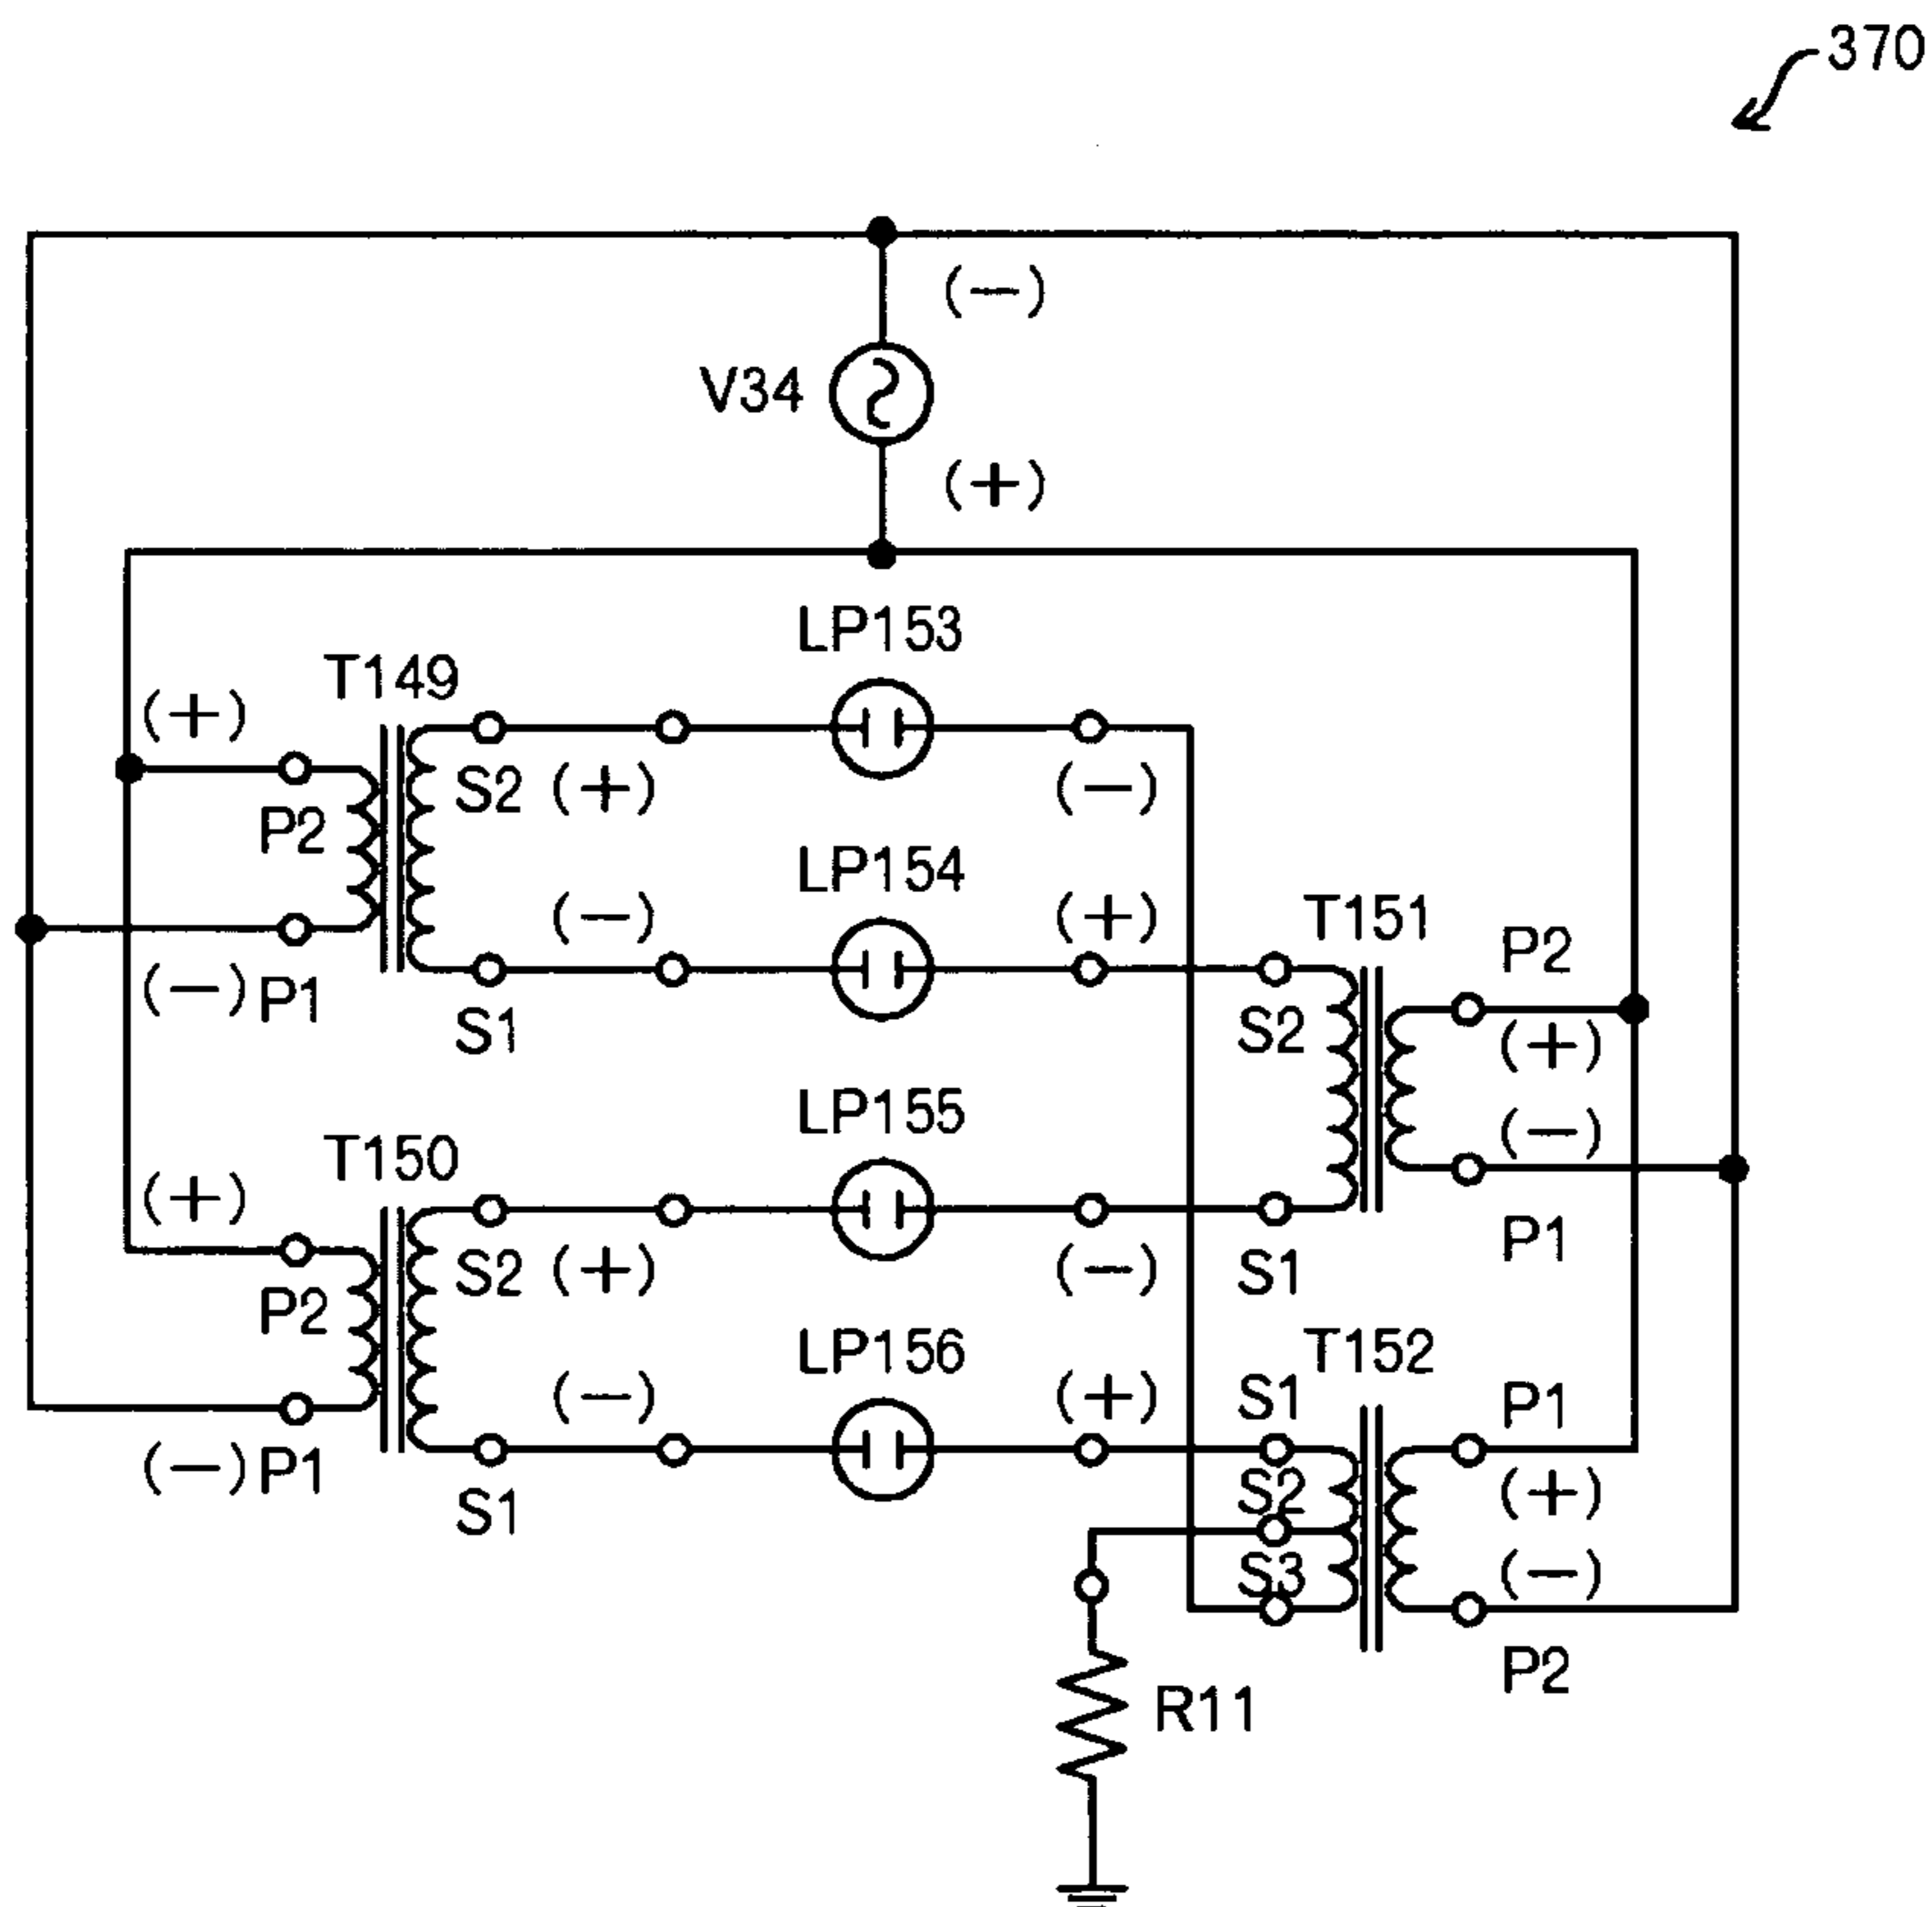 370
(−)
V34
(+)
LP153
T149
(+)
S2 (+)
(−)
P2
LP154
(−)
(+)
T151
P2
(−) P1
S1
S2
(+)
LP155
(−)
T150
(+)
P1
S2 (+)
(−)
S1
P2
LP156
T152
(−)
(+)
S1
P1
(−) P1
S2
(+)
S1
S3
(−)
P2
R11